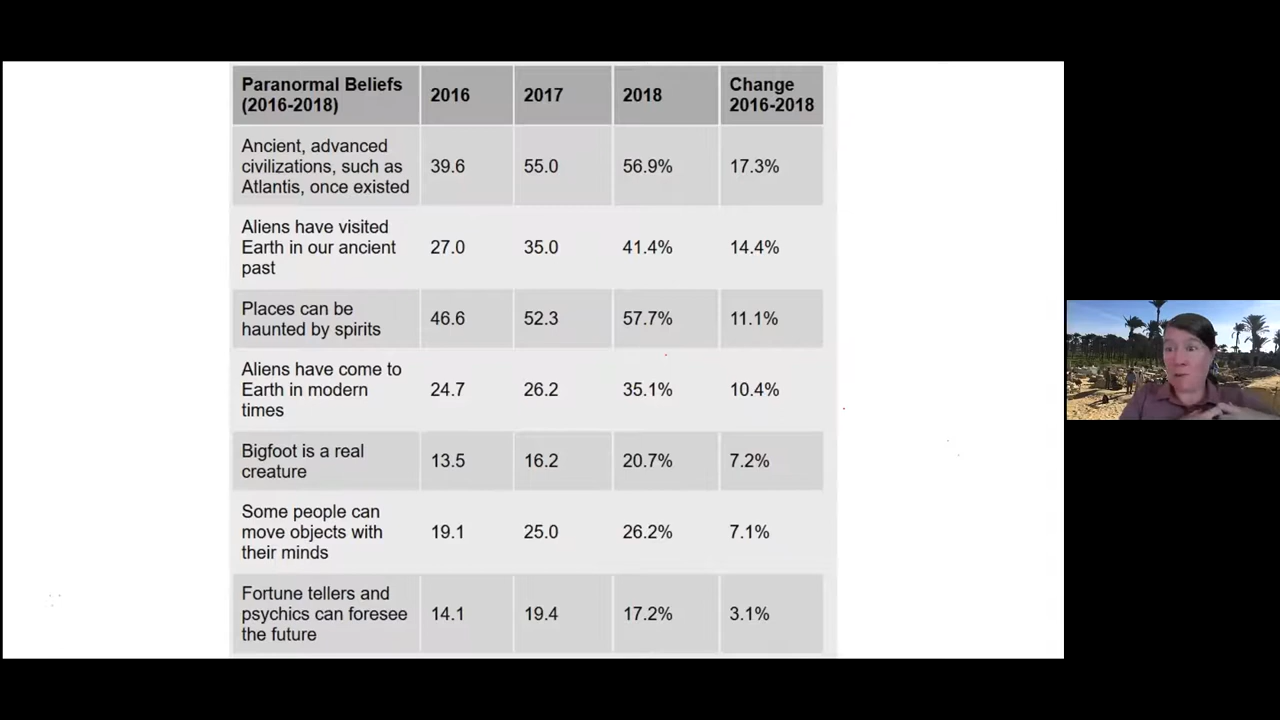 Paranormal Beliefs
(2016-2018)
2016
2017
2018
Change
2016-2018
Ancient, advanced
civilizations, such as
Atlantis, once existed
39.6
55.0
56.9%
17.3%
Aliens have visited
Earth in our ancient
past
27.0
35.0
41.4%
14.4%
Places can be
haunted by spirits
46.6
52.3
57.7%
11.1%
Aliens have come to
Earth in modern
times
24.7
26.2
35.1%
10.4%
Bigfoot is a real
creature
13.5
16.2
20.7%
7.2%
Some people can
move objects with
their minds
19.1
25.0
26.2%
7.1%
Fortune tellers and
psychics can foresee
the future
14.1
19.4
17.2%
3.1%